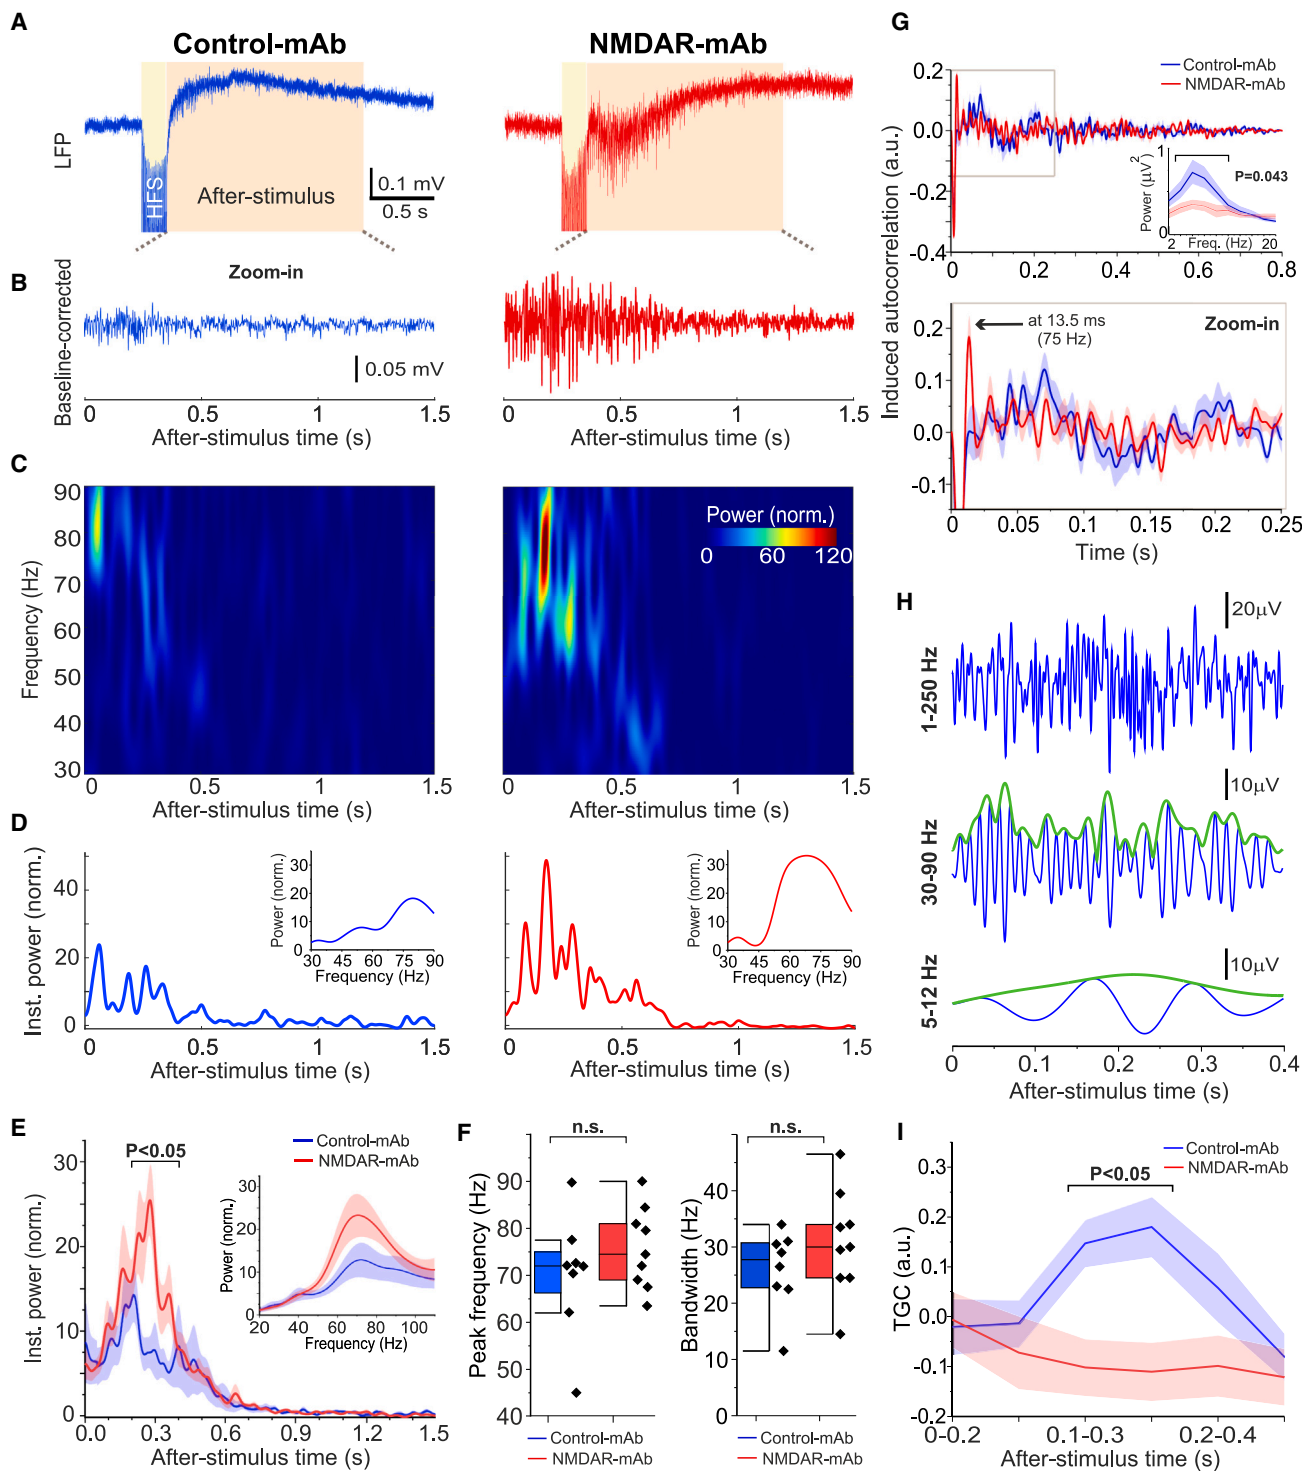 A
Control-mAb
NMDAR-mAb
LFP
HFS
After-stimulus
0.1 mV
0.5 s
B
Zoom-in
Baseline-corrected
0.05 mV
0 0.5 1 1.5
After-stimulus time (s)
0 0.5 1 1.5
After-stimulus time (s)
C
Frequency (Hz)
90
80
70
60
50
40
30
Power (norm.)
0 60 120
0 0.5 1 1.5
After-stimulus time (s)
0 0.5 1 1.5
After-stimulus time (s)
D
Inst. power (norm.)
40
20
0
Power (norm.)
30
20
10
0
30 45 60 75 90
Frequency (Hz)
0 0.5 1 1.5
After-stimulus time (s)
Power (norm.)
30
20
10
0
30 45 60 75 90
Frequency (Hz)
0 0.5 1 1.5
After-stimulus time (s)
E
P<0.05
Control-mAb
NMDAR-mAb
Inst. power (norm.)
30
25
20
15
10
5
0
Power (norm.)
30
20
10
0
20 40 60 80 100
Frequency (Hz)
0.0 0.3 0.6 0.9 1.2 1.5
After-stimulus time (s)
F
n.s.
Peak frequency (Hz)
90
80
70
60
50
40
Control-mAb
NMDAR-mAb
n.s.
Bandwidth (Hz)
50
40
30
20
10
0
Control-mAb
NMDAR-mAb
G
Control-mAb
NMDAR-mAb
Induced autocorrelation (a.u.)
0.2
0.0
-0.2
-0.4
Power (μV²)
1
0
P=0.043
2 Freq. (Hz) 20
0 0.2 0.4 0.6 0.8
0.2
0.1
0.0
-0.1
at 13.5 ms
(75 Hz)
Zoom-in
0 0.05 0.10 0.15 0.20 0.25
Time (s)
H
1-250 Hz
20μV
30-90 Hz
10μV
5-12 Hz
10μV
0 0.1 0.2 0.3 0.4
After-stimulus time (s)
I
Control-mAb
NMDAR-mAb
P<0.05
TGC (a.u.)
0.3
0.2
0.1
0.0
-0.1
-0.2
0-0.2 0.1-0.3 0.2-0.4
After-stimulus time (s)